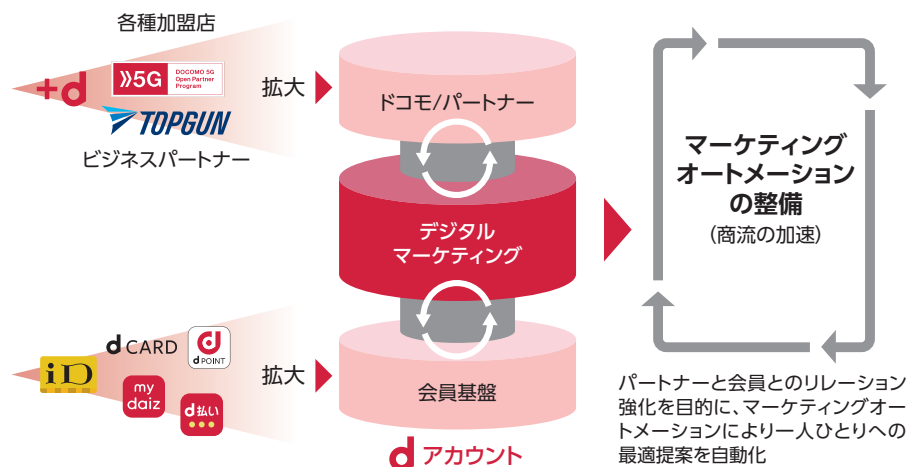 各種加盟店
+d
5G
DOCOMO 5G
Open Partner
Program
TOPGUN
ビジネスパートナー
拡大
ドコモ/パートナー
デジタル
マーケティング
iD
d CARD
d
d POINT
my
daiz
d払い
拡大
会員基盤
d アカウント
マーケティング
オートメーション
の整備
(商流の加速)
パートナーと会員とのリレーション
強化を目的に、マーケティングオー
トメーションにより一人ひとりへの
最適提案を自動化